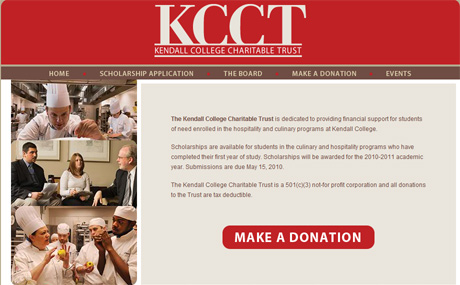 KCCT
KENDALL COLLEGE CHARITABLE TRUST
HOME
SCHOLARSHIP APPLICATION
THE BOARD
MAKE A DONATION
EVENTS
The Kendall College Charitable Trust is dedicated to providing financial support for students
of need enrolled in the hospitality and culinary programs at Kendall College.
Scholarships are available for students in the culinary and hospitality programs who have
completed their first year of study. Scholarships will be awarded for the 2010-2011 academic
year. Submissions are due May 15, 2010.
The Kendall College Charitable Trust is a 501(c)(3) not-for profit corporation and all donations
to the Trust are tax deductible.
MAKE A DONATION